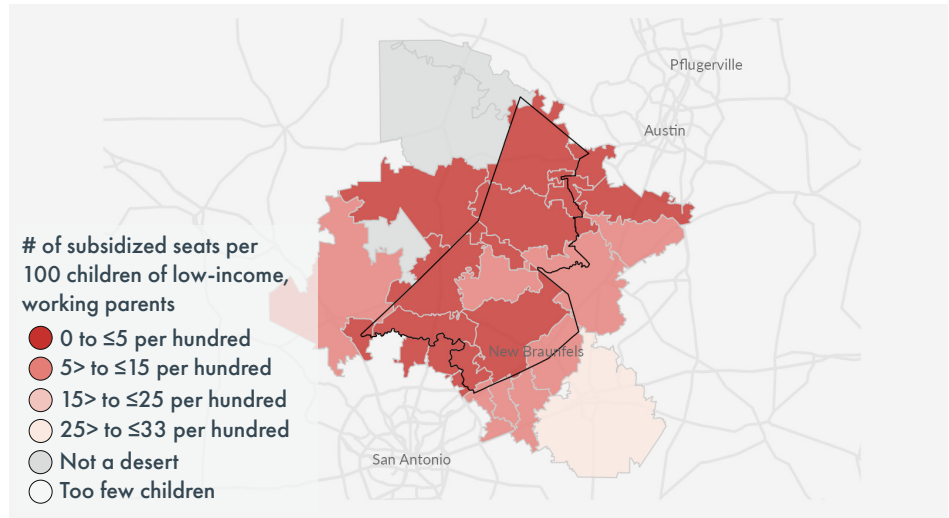 Pflugerville
Austin
# of subsidized seats per
100 children of low-income,
working parents
0 to ≤5 per hundred
5> to ≤15 per hundred
15> to ≤25 per hundred
25> to ≤33 per hundred
Not a desert
Too few children
New Braunfels
San Antonio